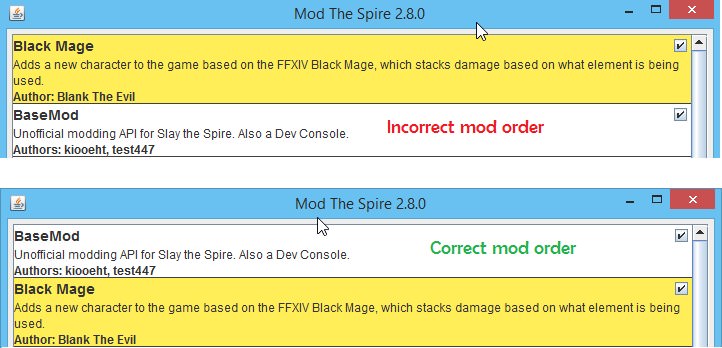 Mod The Spire 2.8.0
Black Mage
Adds a new character to the game based on the FFXIV Black Mage, which stacks damage based on what element is being
used.
Author: Blank The Evil
BaseMod
Unofficial modding API for Slay the Spire. Also a Dev Console.
Authors: kiooeht, test447
Incorrect mod order
Mod The Spire 2.8.0
BaseMod
Unofficial modding API for Slay the Spire. Also a Dev Console.
Authors: kiooeht, test447
Correct mod order
Black Mage
Adds a new character to the game based on the FFXIV Black Mage, which stacks damage based on what element is being
used.
Author: Blank The Evil